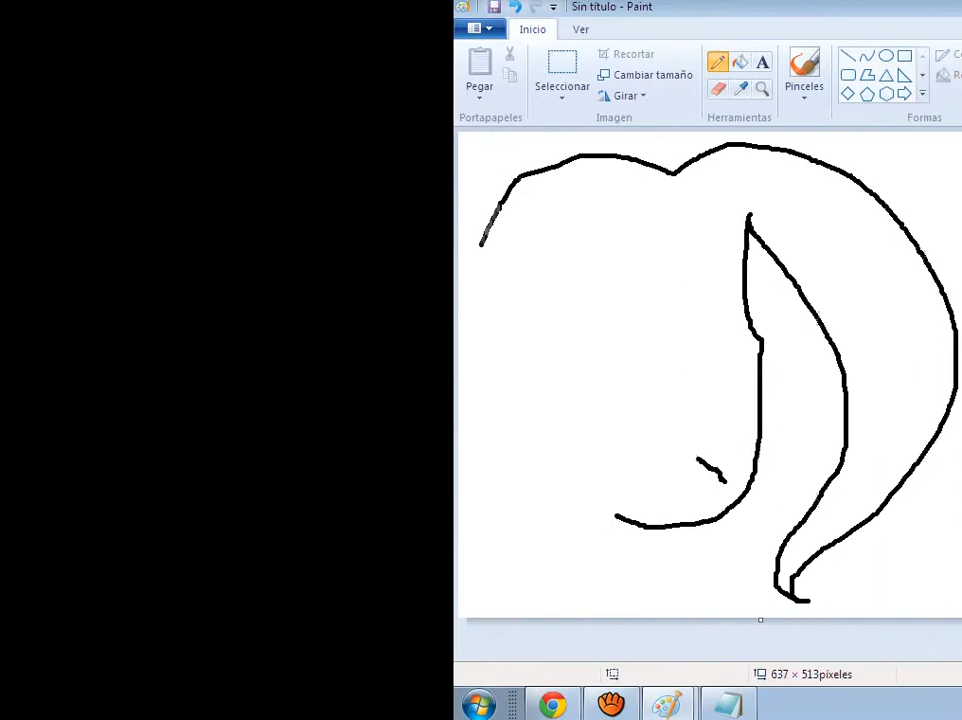 Sin título - Paint
Inicio Ver
Pegar
Seleccionar
Recortar
Cambiar tamaño
Girar
A
Pinceles
Portapapeles Imagen Herramientas Formas
637 × 513píxeles